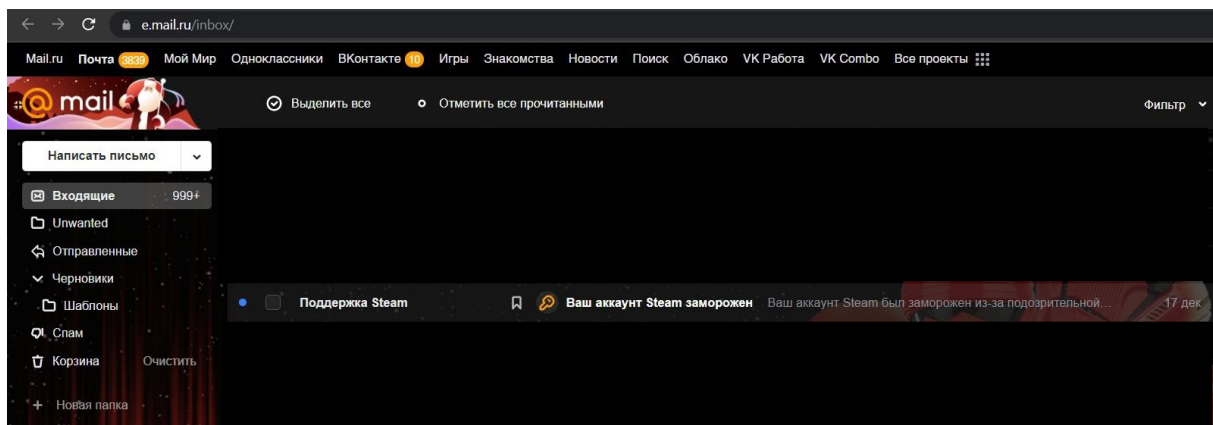 e.mail.ru/inbox/
Mail.ru Почта 3839 Мой Мир Одноклассники ВКонтакте 10 Игры Знакомства Новости Поиск Облако VK Работа VK Combo Все проекты
@mail Выделить все Отметить все прочитанными Фильтр
Написать письмо
Входящие 999+
Unwanted
Отправленные
Черновики
Шаблоны Поддержка Steam Ваш аккаунт Steam заморожен Ваш аккаунт Steam был заморожен из-за подозрительной... 17 дек
Спам
Корзина Очистить
+ Новая папка